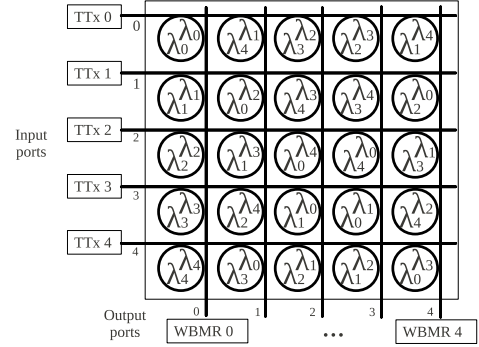 TTx 0
0
λ0 λ1 λ2 λ3 λ4
λ0 λ4 λ3 λ2 λ1
TTx 1
1
λ1 λ2 λ3 λ4 λ0
λ1 λ0 λ4 λ3 λ2
TTx 2
2
Input
ports
λ2 λ3 λ4 λ0 λ1
λ2 λ1 λ0 λ4 λ3
TTx 3
3
λ3 λ4 λ0 λ1 λ2
λ3 λ2 λ1 λ0 λ4
TTx 4
4
λ4 λ0 λ1 λ2 λ3
λ4 λ3 λ2 λ1 λ0
Output
ports
0 1 2 3 4
WBMR 0 ... WBMR 4